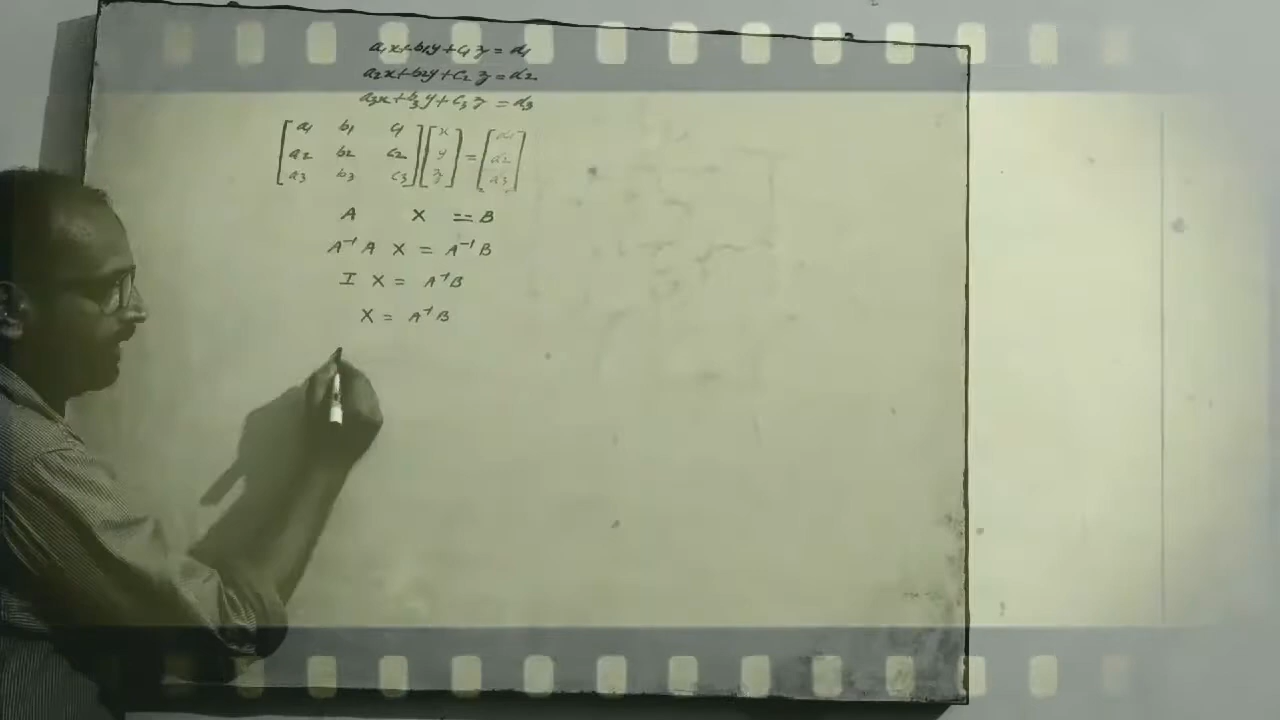 a1x+b1y+c1z=d1
a2x+b2y+c2z=d2
a3x+b3y+c3z=d3
[a1 b1 c1] [x] = [d1]
[a2 b2 c2] [y] = [d2]
[a3 b3 c3] [z] = [d3]
A X = B
A⁻¹ A X = A⁻¹ B
I X = A⁻¹ B
X = A⁻¹ B